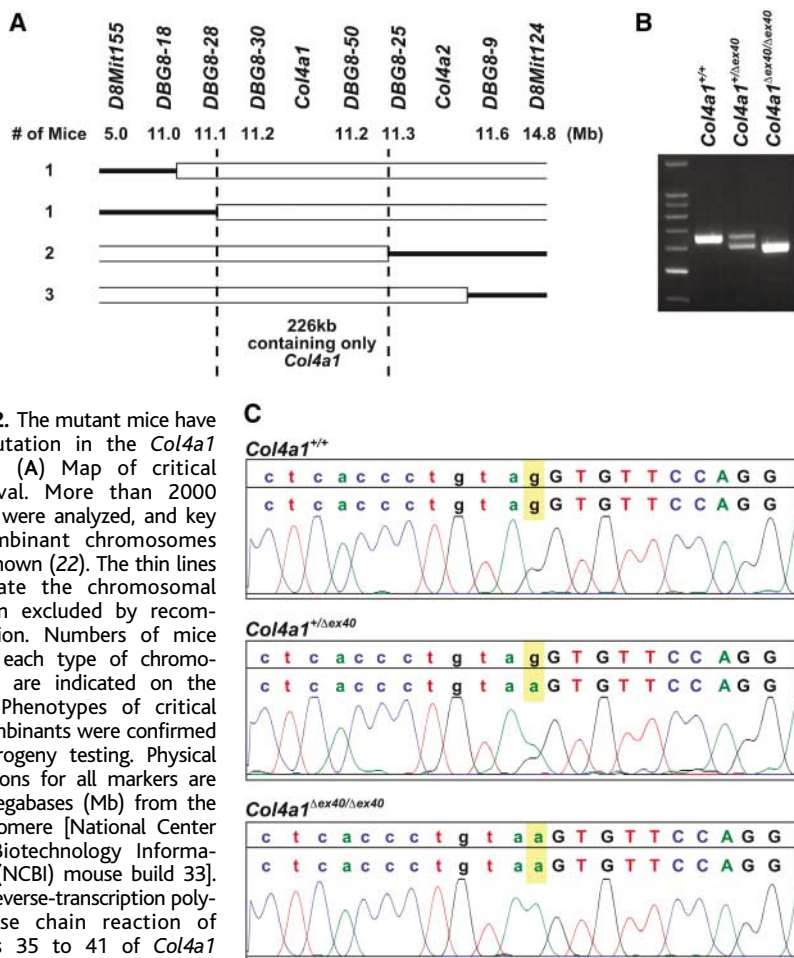 A
D8Mit155 DBG8-18 DBG8-28 DBG8-30 Col4a1 DBG8-50 DBG8-25 Col4a2 DBG8-9 D8Mit124
# of Mice 5.0 11.0 11.1 11.2 11.2 11.3 11.6 14.8 (Mb)
1
1
2
3
226kb
containing only
Col4a1
B
Col4a1+/+ Col4a1+/Δex40 Col4a1Δex40/Δex40
2. The mutant mice have
utation in the Col4a1
(A) Map of critical
val. More than 2000
were analyzed, and key
mbinant chromosomes
hown (22). The thin lines
ate the chromosomal
n excluded by recom-
ion. Numbers of mice
each type of chromo-
are indicated on the
Phenotypes of critical
mbinants were confirmed
rogeny testing. Physical
ons for all markers are
egabases (Mb) from the
omere [National Center
Biotechnology Informa-
(NCBI) mouse build 33].
everse-transcription poly-
se chain reaction of
s 35 to 41 of Col4a1
C
Col4a1+/+
c t c a c c c t g t a g G T G T T C C A G G
c t c a c c c t g t a g G T G T T C C A G G
Col4a1+/Δex40
c t c a c c c t g t a g G T G T T C C A G G
c t c a c c c t g t a a G T G T T C C A G G
Col4a1Δex40/Δex40
c t c a c c c t g t a a G T G T T C C A G G
c t c a c c c t g t a a G T G T T C C A G G